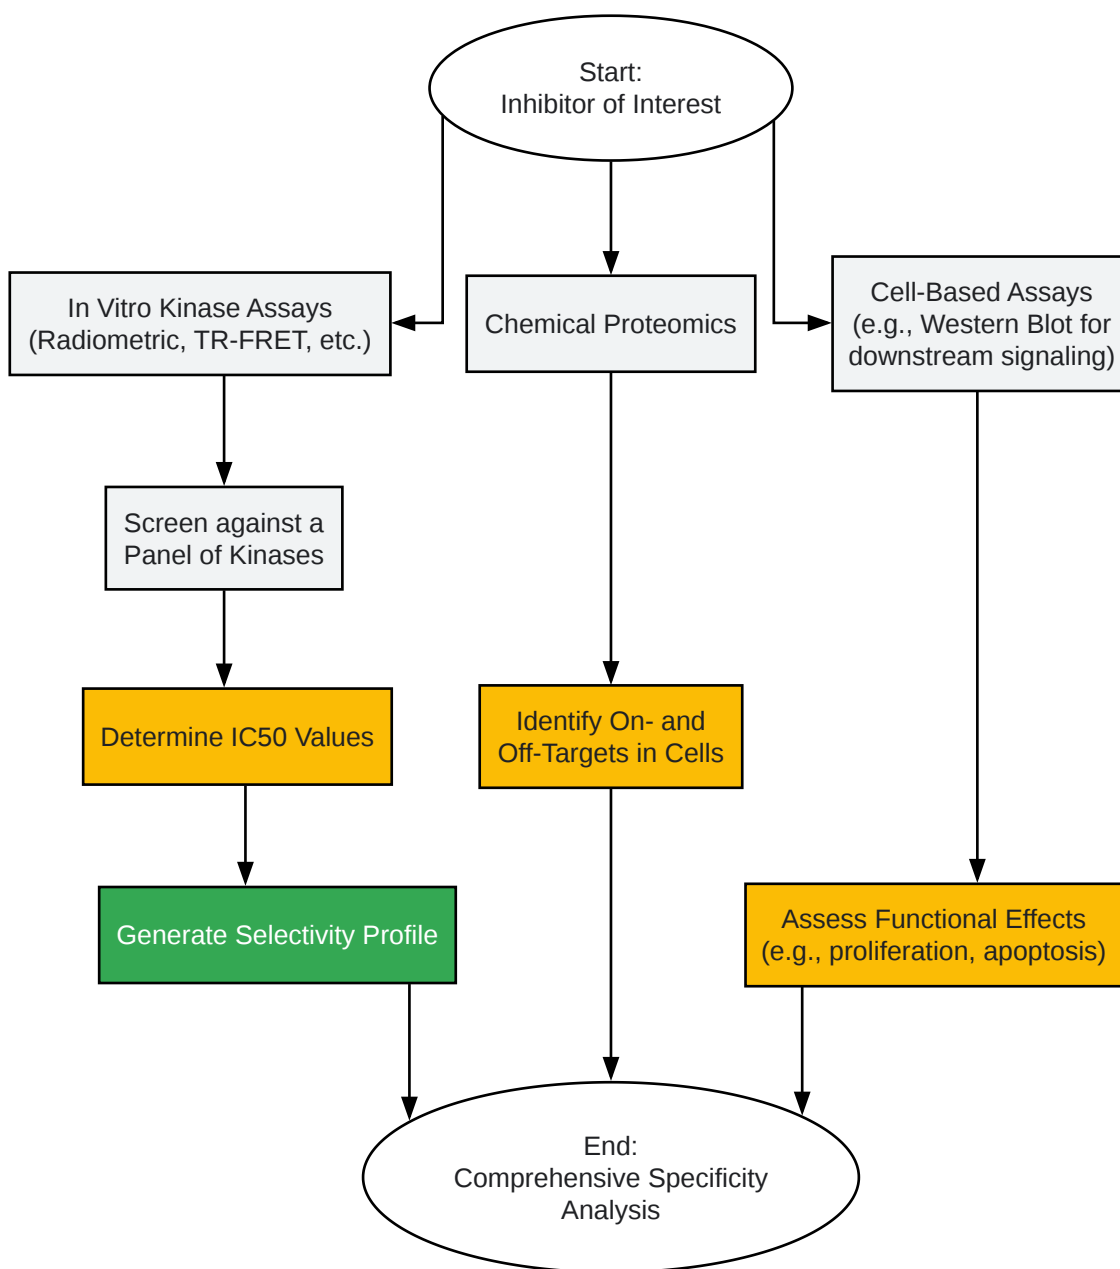 Start:
Inhibitor of Interest
In Vitro Kinase Assays
(Radiometric, TR-FRET, etc.)
Chemical Proteomics
Cell-Based Assays
(e.g., Western Blot for
downstream signaling)
Screen against a
Panel of Kinases
Determine IC50 Values
Identify On- and
Off-Targets in Cells
Generate Selectivity Profile
Assess Functional Effects
(e.g., proliferation, apoptosis)
End:
Comprehensive Specificity
Analysis